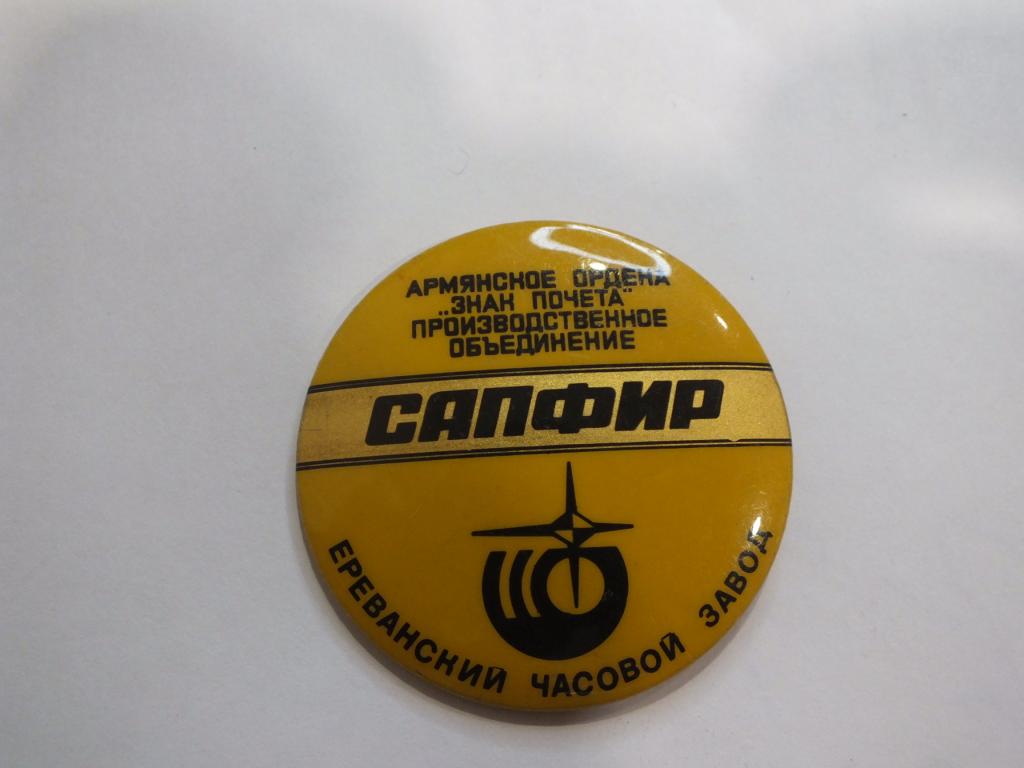 АРМЯНСКОЕ ОРДЕНА
„ЗНАК ПОЧЕТА"
ПРОИЗВОДСТВЕННОЕ
ОБЪЕДИНЕНИЕ
САПФИР
ЕРЕВАНСКИЙ ЧАСОВОЙ ЗАВОД